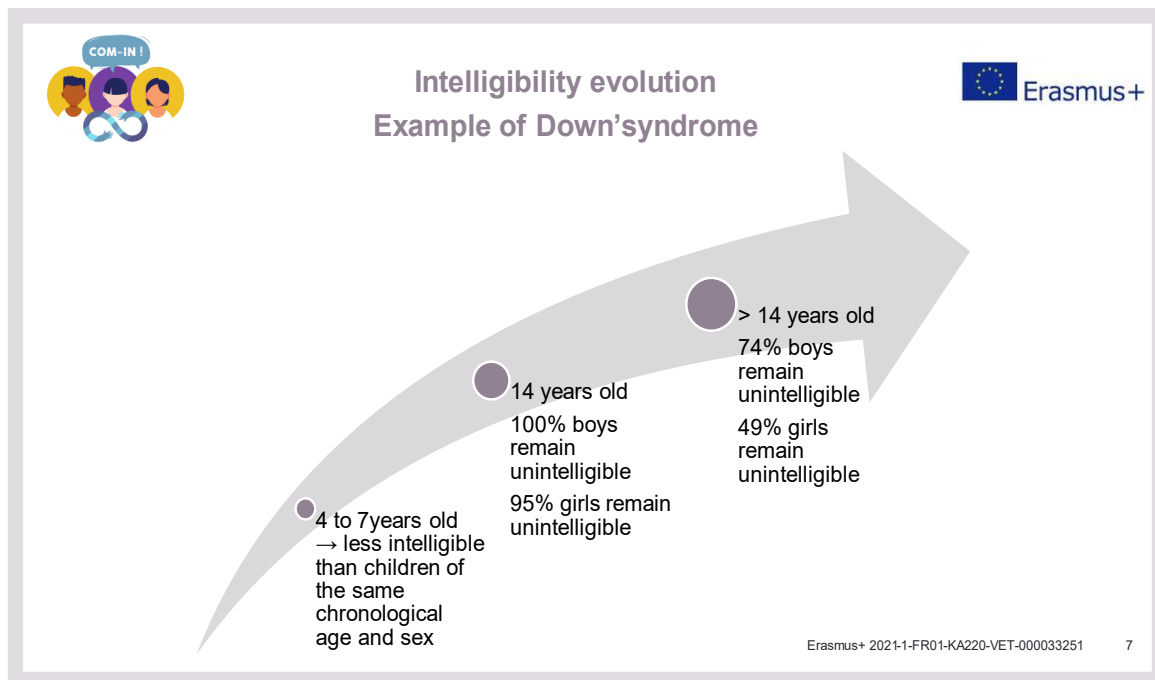 COM-IN !
Intelligibility evolution
Example of Down'syndrome
Erasmus+
> 14 years old
74% boys
remain
unintelligible
49% girls
remain
unintelligible
14 years old
100% boys
remain
unintelligible
95% girls remain
unintelligible
4 to 7years old
→ less intelligible
than children of
the same
chronological
age and sex
Erasmus+ 2021-1-FR01-KA220-VET-000033251
7